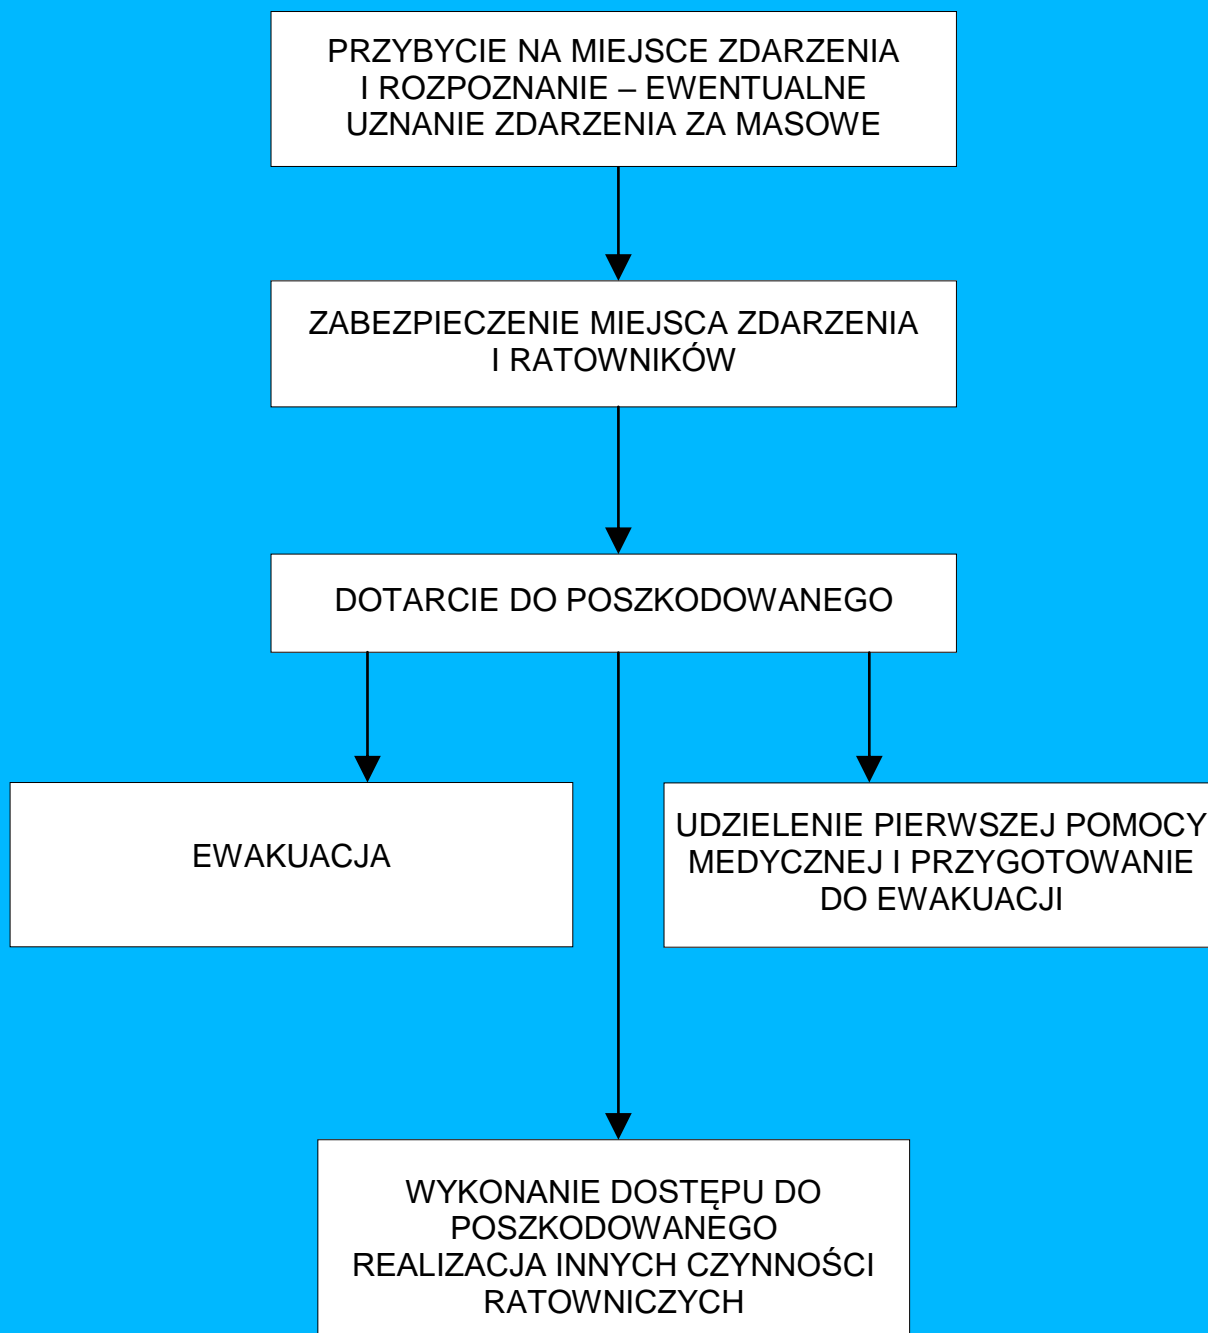 PRZYBYCIE NA MIEJSCE ZDARZENIA
I ROZPOZNANIE – EWENTUALNE
UZNANIE ZDARZENIA ZA MASOWE
ZABEZPIECZENIE MIEJSCA ZDARZENIA
I RATOWNIKÓW
DOTARCIE DO POSZKODOWANEGO
EWAKUACJA
UDZIELENIE PIERWSZEJ POMOCY
MEDYCZNEJ I PRZYGOTOWANIE
DO EWAKUACJI
WYKONANIE DOSTĘPU DO
POSZKODOWANEGO
REALIZACJA INNYCH CZYNNOŚCI
RATOWNICZYCH